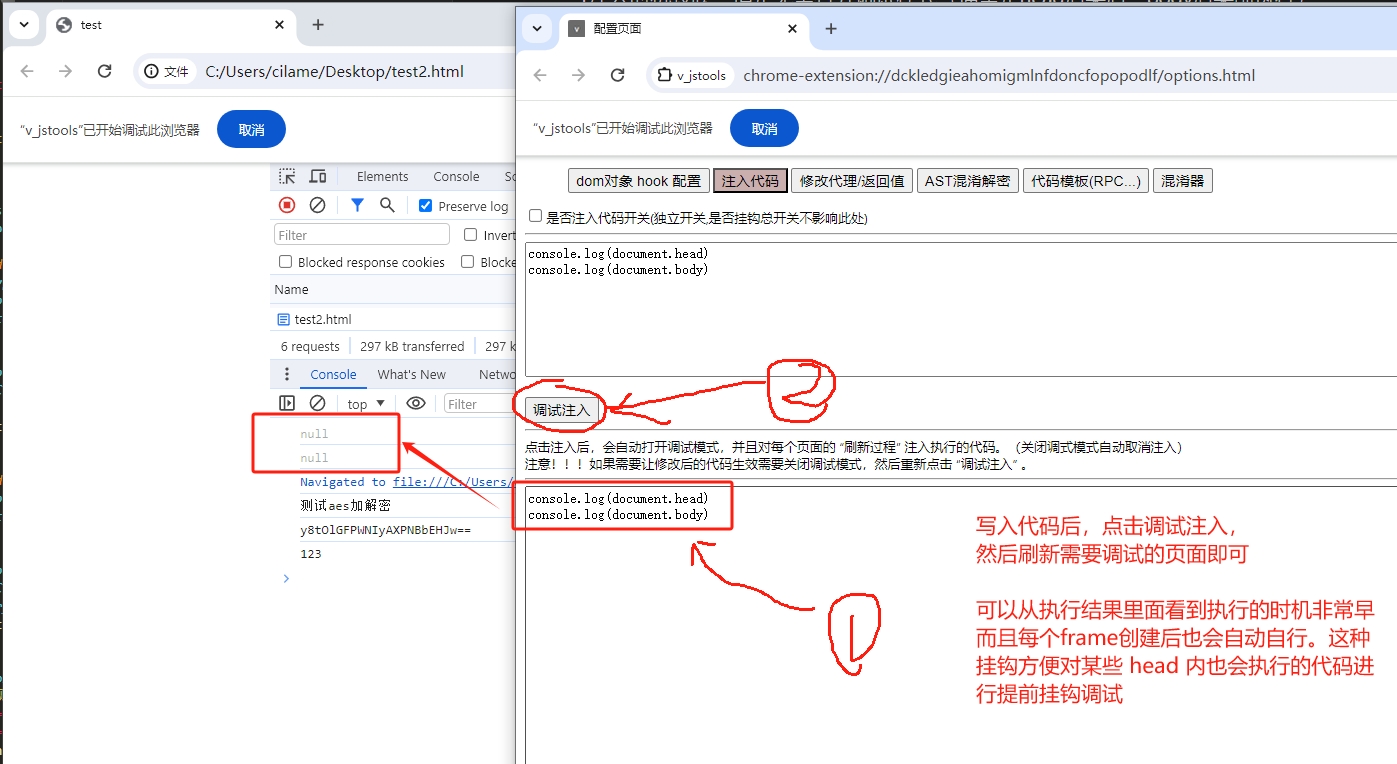 test
文件
C:/Users/cilame/Desktop/test2.html
“v_jstools”已开始调试此浏览器
取消
Elements
Console
Preserve log
Filter
Invert
Blocked response cookies
Name
test2.html
6 requests
297 kB transferred
297 k
Console
What's New
top
Filter
null
null
Navigated to file:///C:/Users/
测试aes加解密
y8tOlGFPWNIyAXPNBbEHJw==
123
配置页面
v_jstools
chrome-extension://dckledgieahomigmlnfdoncfopopodlf/options.html
“v_jstools”已开始调试此浏览器
取消
dom对象 hook 配置
注入代码
修改代理/返回值
AST混淆解密
代码模板(RPC...)
混淆器
是否注入代码开关(独立开关,是否挂钩总开关不影响此处)
console.log(document.head)
console.log(document.body)
2
调试注入
点击注入后，会自动打开调试模式，并且对每个页面的 “刷新过程” 注入执行的代码。 (关闭调式模式自动取消注入)
注意！！！如果需要让修改后的代码生效需要关闭调试模式，然后重新点击 “调试注入” 。
console.log(document.head)
console.log(document.body)
1
写入代码后，点击调试注入，
然后刷新需要调试的页面即可
可以从执行结果里面看到执行的时机非常早
而且每个frame创建后也会自动自行。这种
挂钩方便对某些 head 内也会执行的代码进
行提前挂钩调试